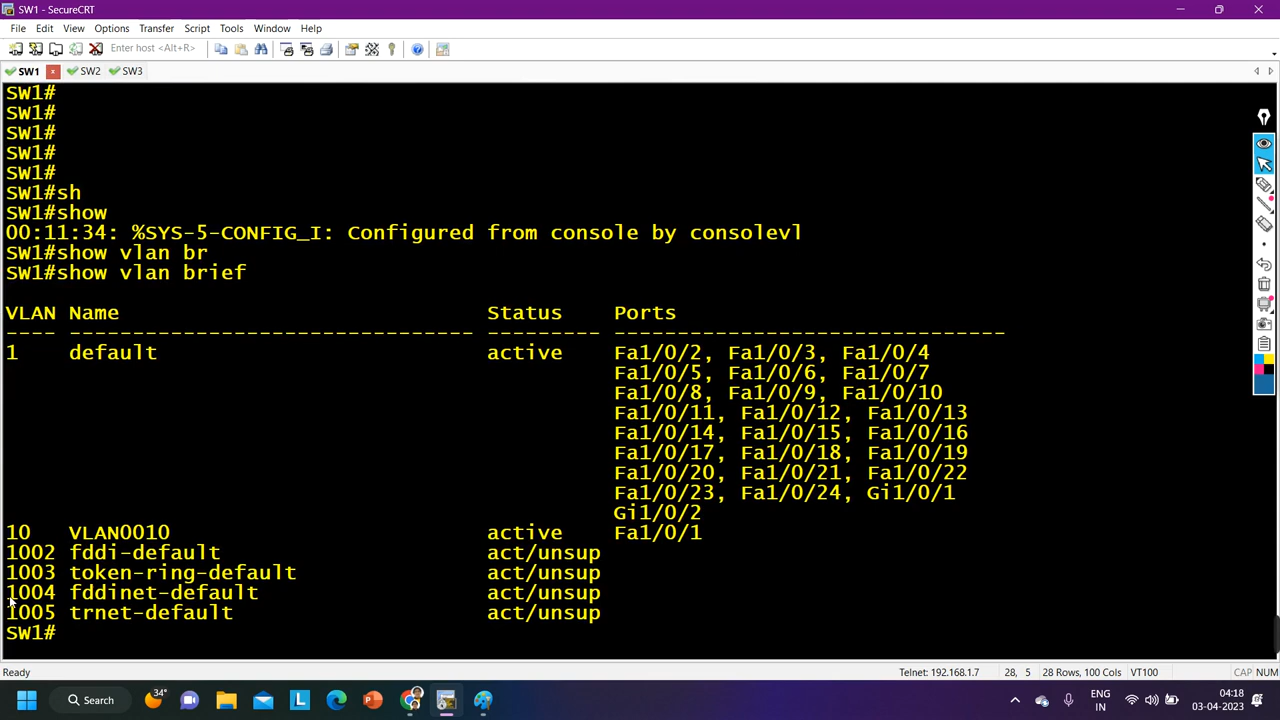 SW1 - SecureCRT
File Edit View Options Transfer Script Tools Window Help
Enter host <Alt+R>
SW1 x SW2 SW3
SW1#
SW1#
SW1#
SW1#
SW1#
SW1#sh
SW1#show
00:11:34: %SYS-5-CONFIG_I: Configured from console by consolevl
SW1#show vlan br
SW1#show vlan brief
VLAN Name Status Ports
---- -------------------------------- --------- -------------------------------
1 default active Fa1/0/2, Fa1/0/3, Fa1/0/4
Fa1/0/5, Fa1/0/6, Fa1/0/7
Fa1/0/8, Fa1/0/9, Fa1/0/10
Fa1/0/11, Fa1/0/12, Fa1/0/13
Fa1/0/14, Fa1/0/15, Fa1/0/16
Fa1/0/17, Fa1/0/18, Fa1/0/19
Fa1/0/20, Fa1/0/21, Fa1/0/22
Fa1/0/23, Fa1/0/24, Gi1/0/1
Gi1/0/2
10 VLAN0010 active Fa1/0/1
1002 fddi-default act/unsup
1003 token-ring-default act/unsup
1004 fddinet-default act/unsup
1005 trnet-default act/unsup
SW1#
Ready Telnet: 192.168.1.7 28, 5 28 Rows, 100 Cols VT100 CAP NUM
Search 34° L P ENG IN 04:18 03-04-2023